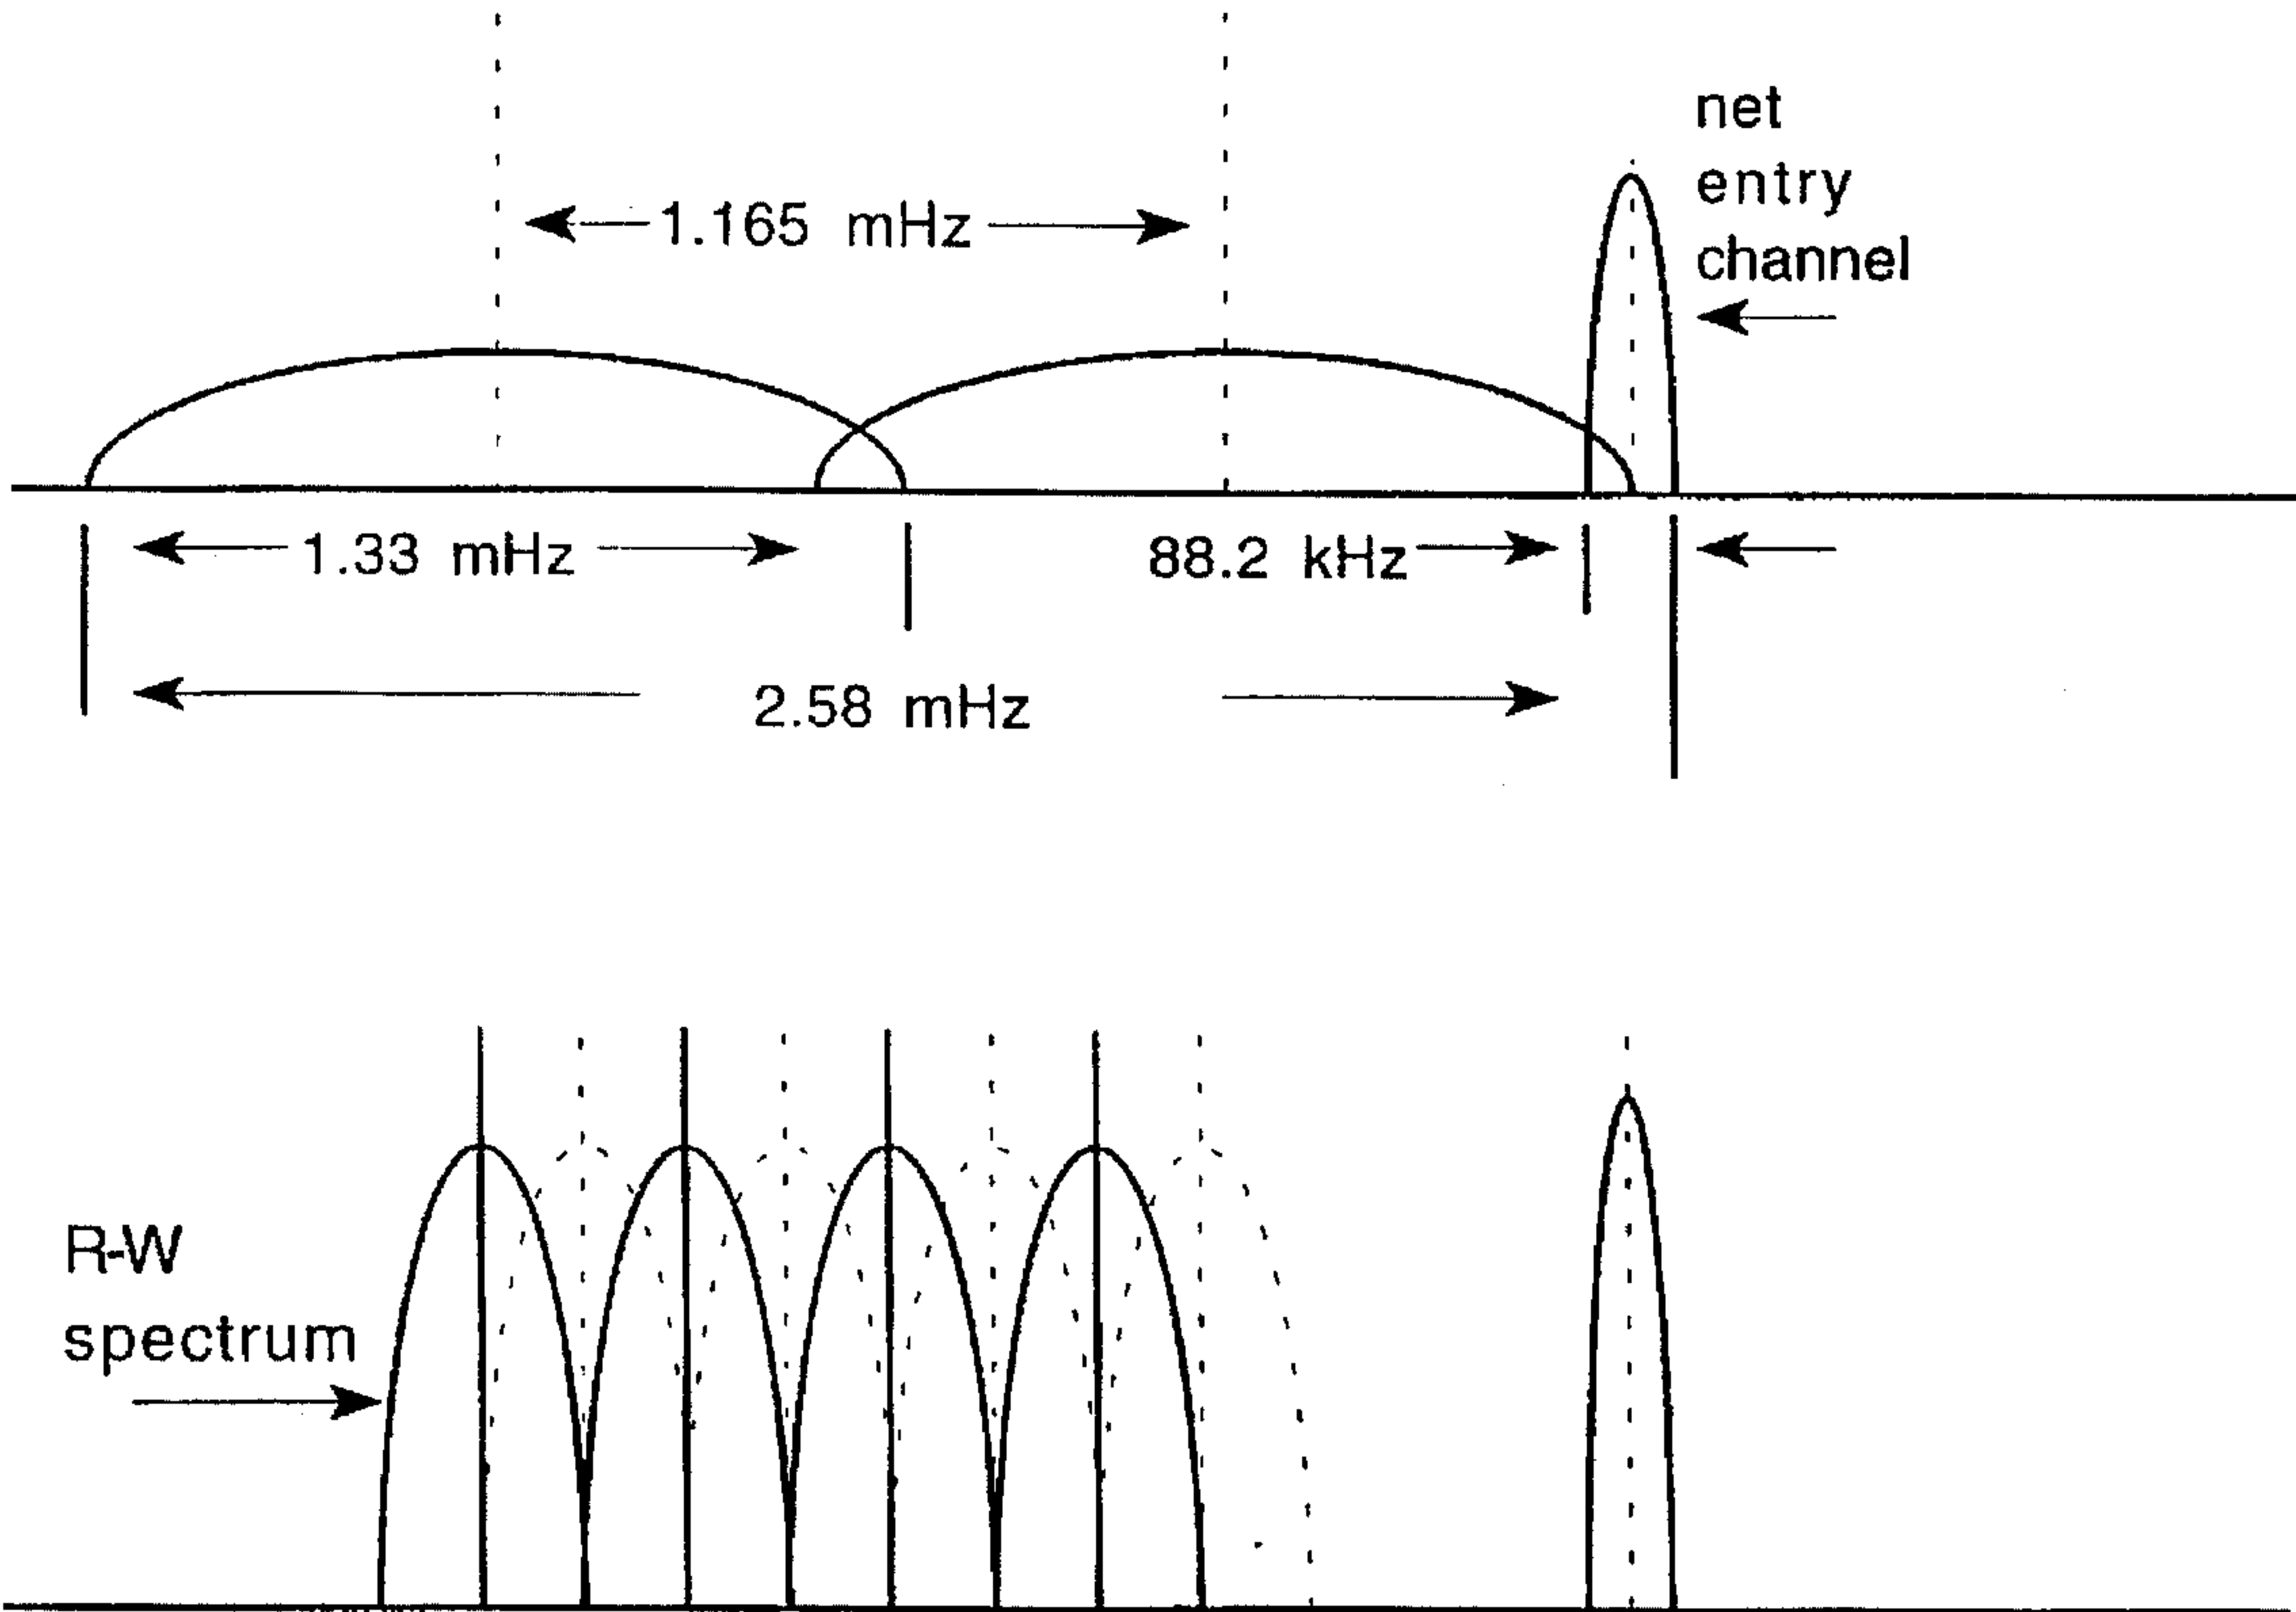 net
entry
channel
1.165 mHz
1.33 mHz
88.2 kHz
2.58 mHz
R-W
spectrum